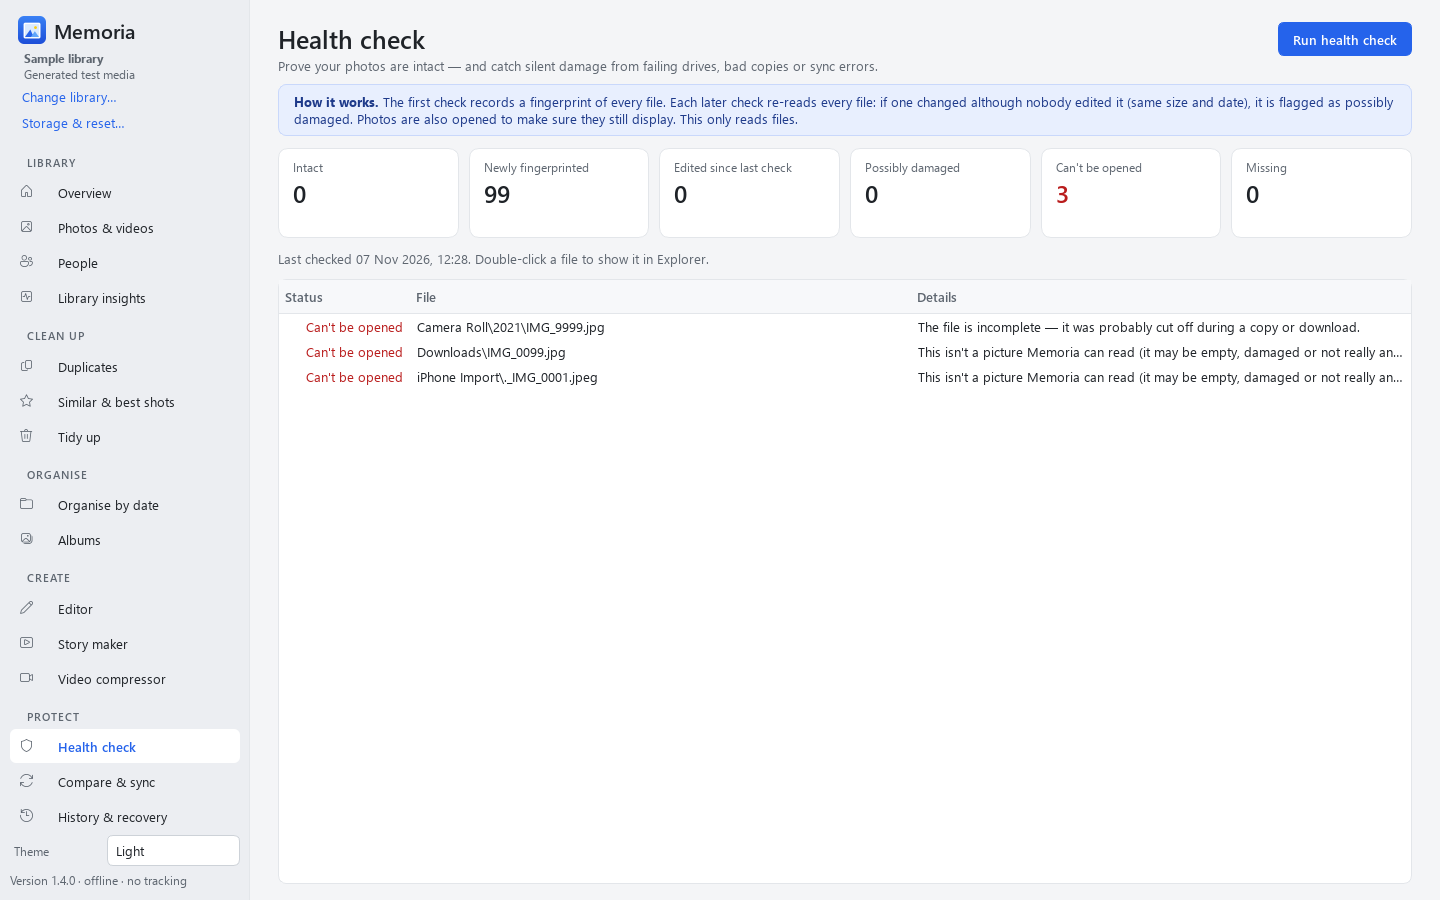 Memoria
Sample library
Generated test media
Change library...
Storage & reset...
LIBRARY
Overview
Photos & videos
People
Library insights
CLEAN UP
Duplicates
Similar & best shots
Tidy up
ORGANISE
Organise by date
Albums
CREATE
Editor
Story maker
Video compressor
PROTECT
Health check
Compare & sync
History & recovery
Theme
Light
Version 1.4.0 · offline · no tracking
Health check
Run health check
Prove your photos are intact — and catch silent damage from failing drives, bad copies or sync errors.
How it works. The first check records a fingerprint of every file. Each later check re-reads every file: if one changed although nobody edited it (same size and date), it is flagged as possibly
damaged. Photos are also opened to make sure they still display. This only reads files.
Intact
0
Newly fingerprinted
99
Edited since last check
0
Possibly damaged
0
Can't be opened
3
Missing
0
Last checked 07 Nov 2026, 12:28. Double-click a file to show it in Explorer.
Status File Details
Can't be opened Camera Roll\2021\IMG_9999.jpg The file is incomplete — it was probably cut off during a copy or download.
Can't be opened Downloads\IMG_0099.jpg This isn't a picture Memoria can read (it may be empty, damaged or not really an...
Can't be opened iPhone Import\._IMG_0001.jpeg This isn't a picture Memoria can read (it may be empty, damaged or not really an...